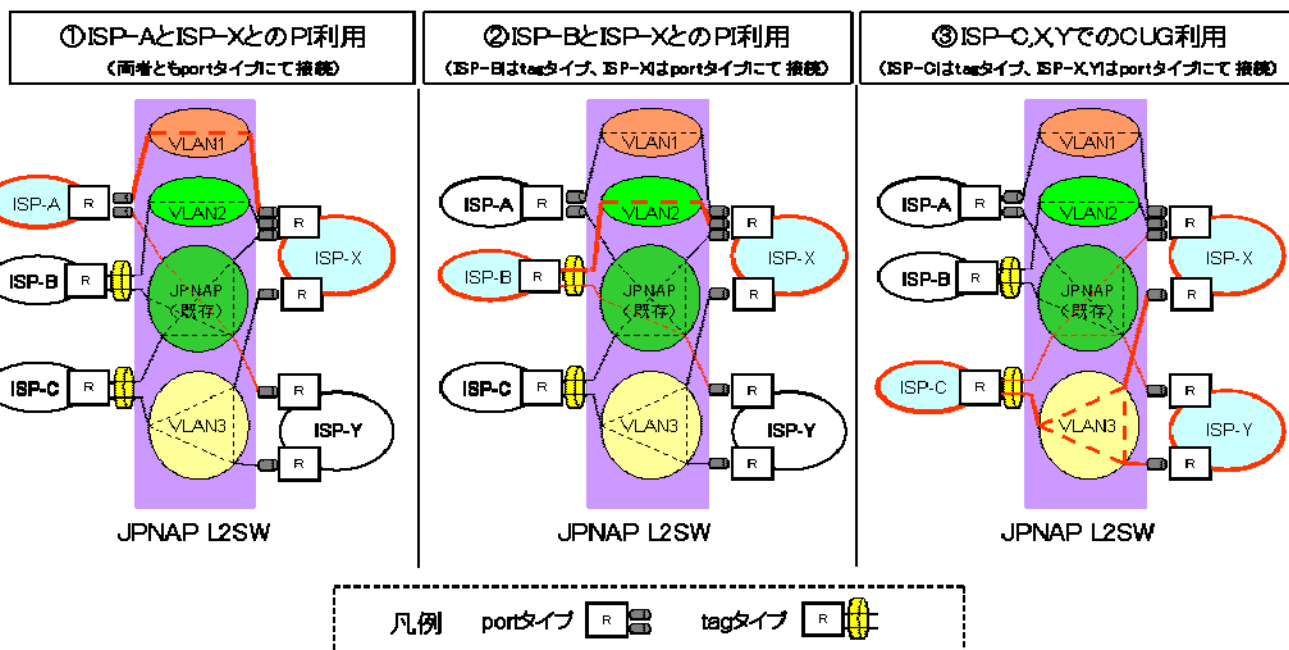 ①ISP-AとISP-XとのPI利用
(両者ともportタイプにて接続)
VLAN1
ISP-A
R
VLAN2
R
ISP-X
ISP-B
R
JPNAP
(既存)
R
ISP-C
R
R
VLAN3
ISP-Y
R
JPNAP L2SW
②ISP-BとISP-XとのPI利用
(ISP-Bはtagタイプ、ISP-Xはportタイプにて接続)
VLAN1
ISP-A
R
VLAN2
R
ISP-X
ISP-B
R
JPNAP
(既存)
R
ISP-C
R
R
VLAN3
ISP-Y
R
JPNAP L2SW
③ISP-C,X,YでのCUG利用
(ISP-Cはtagタイプ、ISP-X,Yはportタイプにて接続)
VLAN1
ISP-A
R
VLAN2
R
ISP-X
ISP-B
R
JPNAP
(既存)
R
ISP-C
R
R
VLAN3
ISP-Y
R
JPNAP L2SW
凡例 portタイプ R tagタイプ R